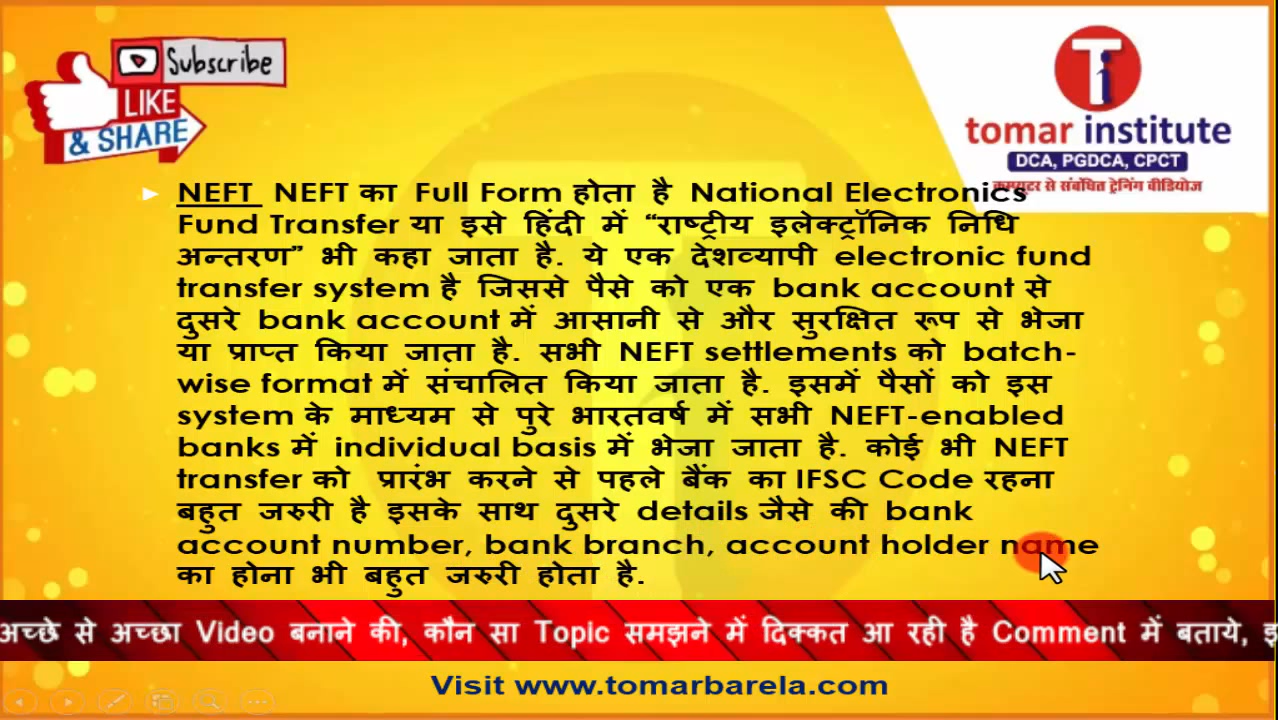 Subscribe
LIKE
& SHARE
Ti
tomar institute
DCA, PGDCA, CPCT
कम्प्यूटर से संबंधित ट्रेनिंग वीडियोज
NEFT NEFT का Full Form होता है National Electronics
Fund Transfer या इसे हिंदी में “राष्ट्रीय इलेक्ट्रॉनिक निधि
अन्तरण” भी कहा जाता है. ये एक देशव्यापी electronic fund
transfer system है जिससे पैसे को एक bank account से
दुसरे bank account में आसानी से और सुरक्षित रूप से भेजा
या प्राप्त किया जाता है. सभी NEFT settlements को batch-
wise format में संचालित किया जाता है. इसमें पैसों को इस
system के माध्यम से पुरे भारतवर्ष में सभी NEFT-enabled
banks में individual basis में भेजा जाता है. कोई भी NEFT
transfer को प्रारंभ करने से पहले बैंक का IFSC Code रहना
बहुत जरुरी है इसके साथ दुसरे details जैसे की bank
account number, bank branch, account holder name
का होना भी बहुत जरुरी होता है.
अच्छे से अच्छा Video बनाने की, कौन सा Topic समझने में दिक्कत आ रही है Comment में बताये, इ
Visit www.tomarbarela.com